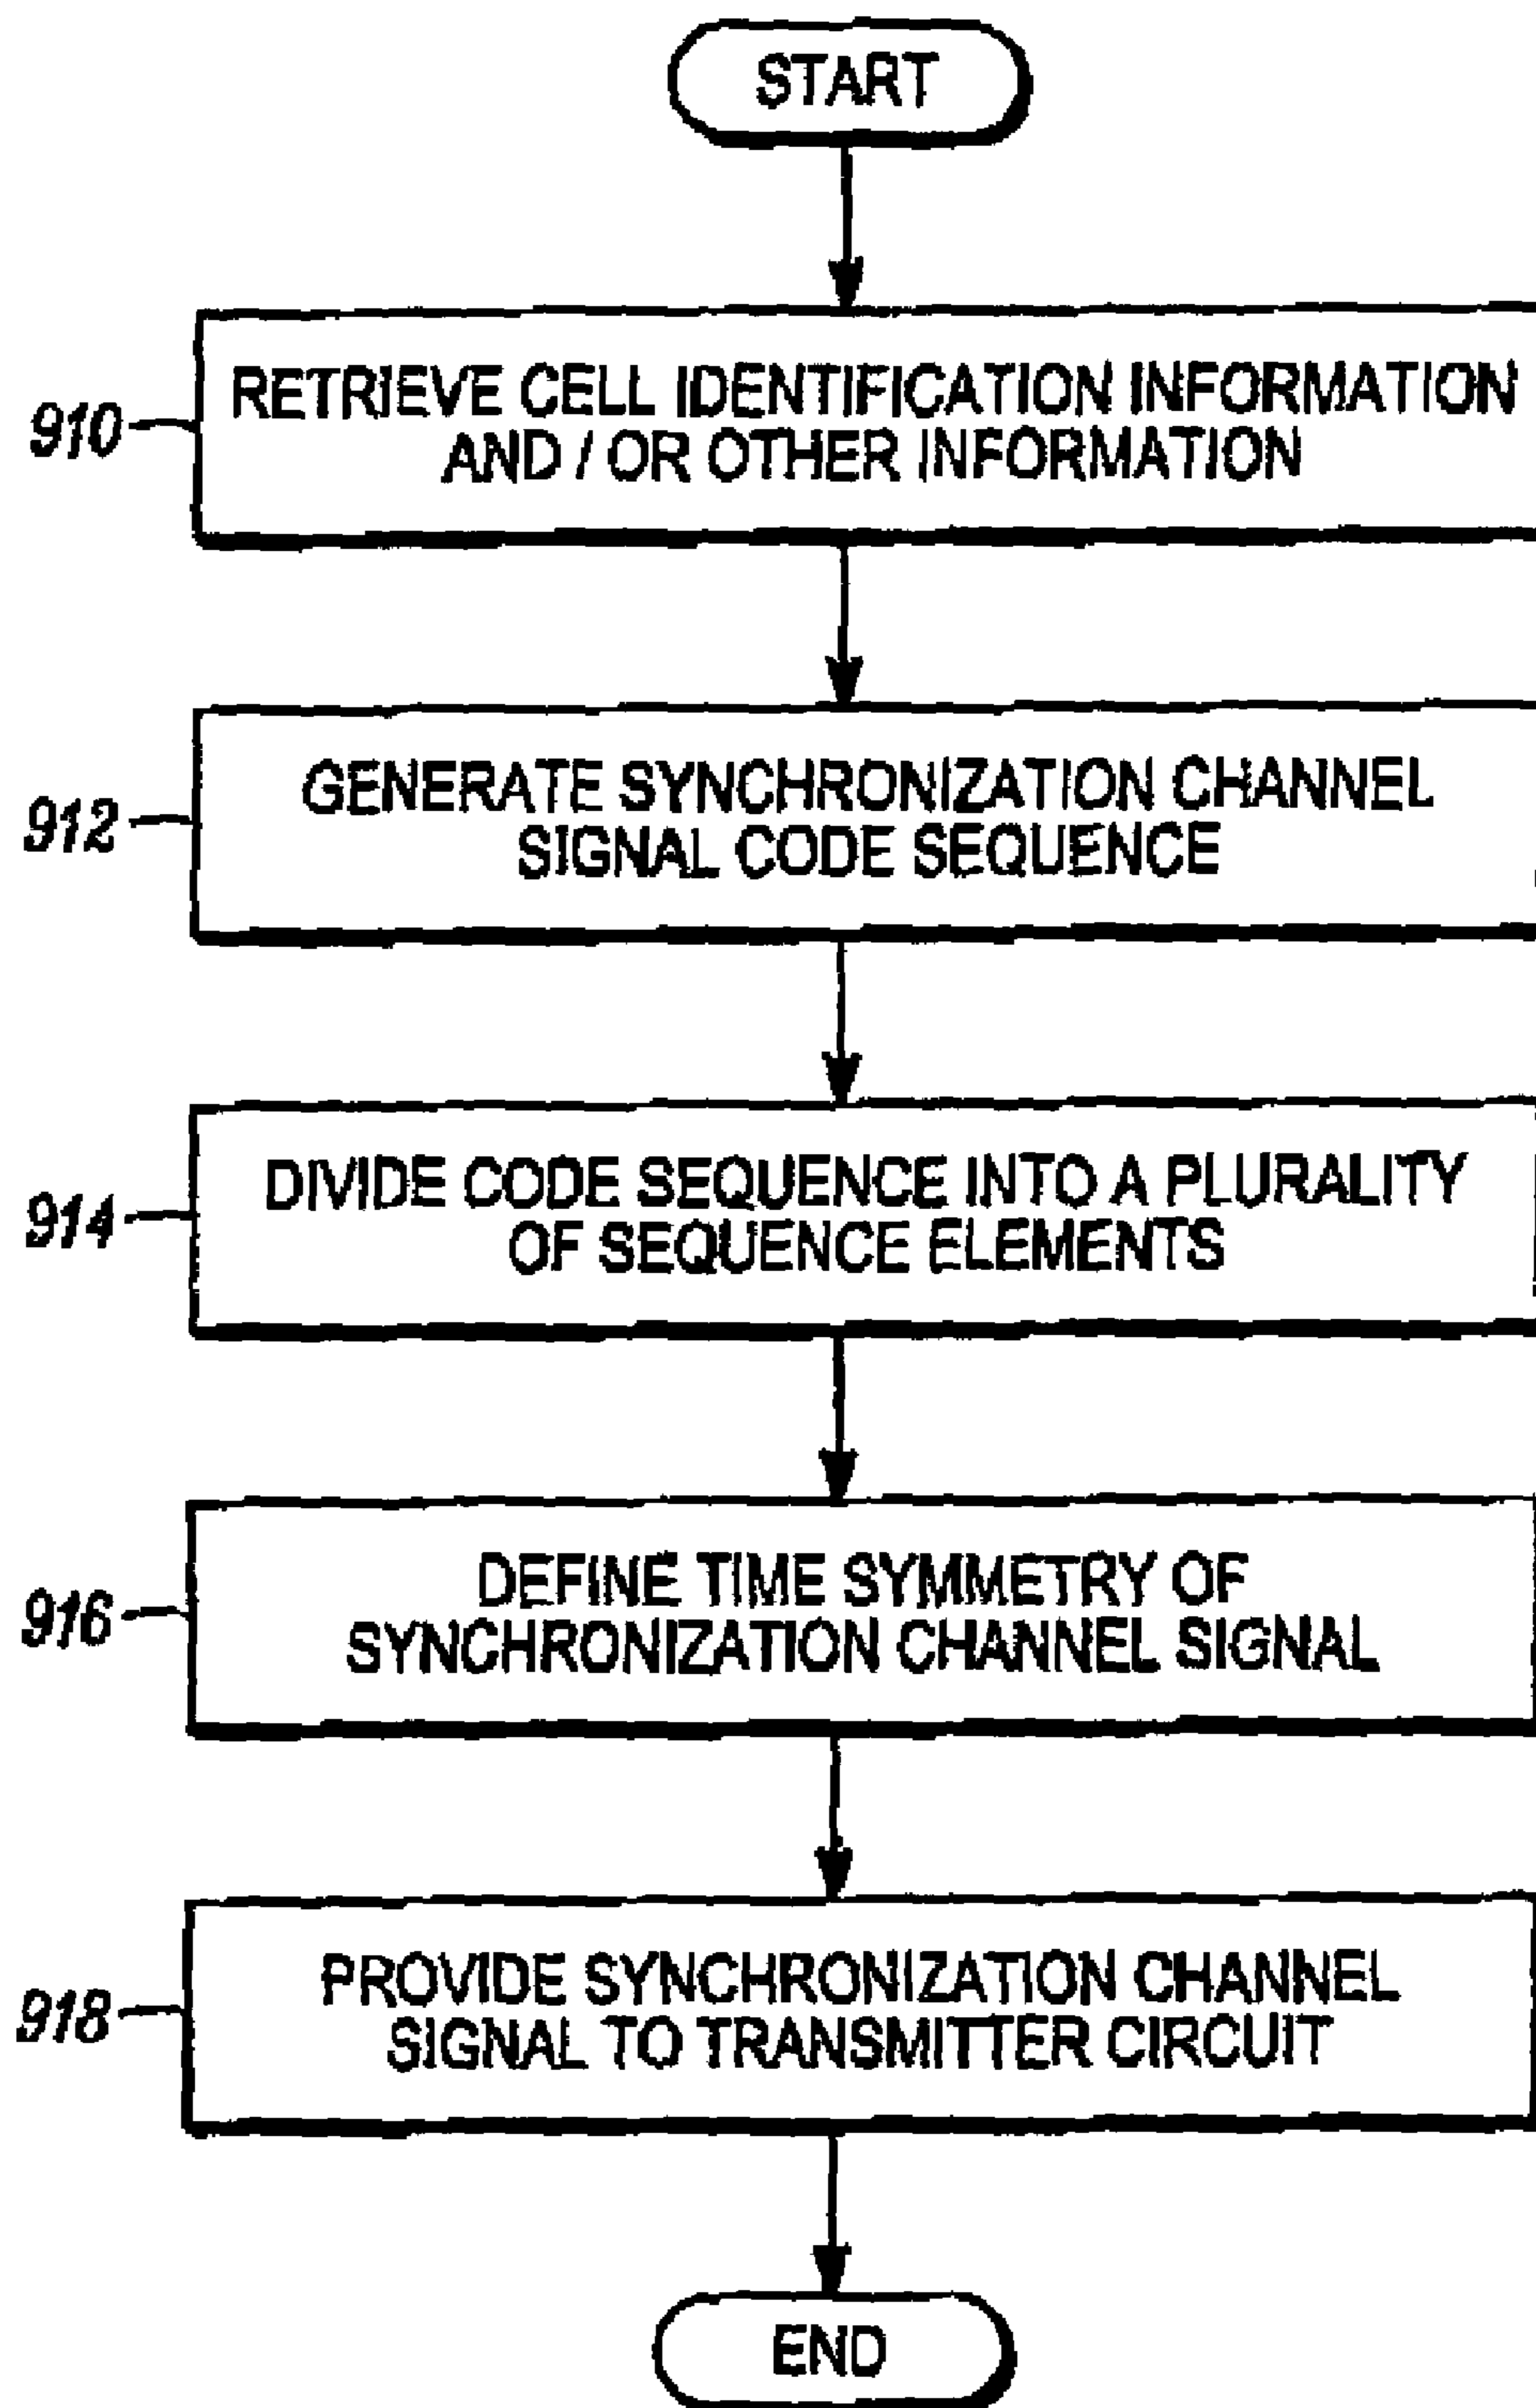 START
910
RETRIEVE CELL IDENTIFICATION INFORMATION
AND / OR OTHER INFORMATION
912
GENERATE SYNCHRONIZATION CHANNEL
SIGNAL CODE SEQUENCE
914
DIVIDE CODE SEQUENCE INTO A PLURALITY
OF SEQUENCE ELEMENTS
916
DEFINE TIME SYMMETRY OF
SYNCHRONIZATION CHANNEL SIGNAL
918
PROVIDE SYNCHRONIZATION CHANNEL
SIGNAL TO TRANSMITTER CIRCUIT
END